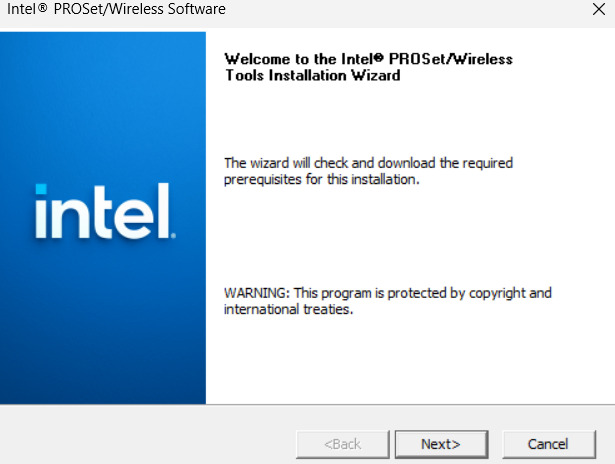 Intel® PROSet/Wireless Software
Welcome to the Intel® PROSet/Wireless
Tools Installation Wizard
The wizard will check and download the required
prerequisites for this installation.
intel.
WARNING: This program is protected by copyright and
international treaties.
<Back
Next>
Cancel